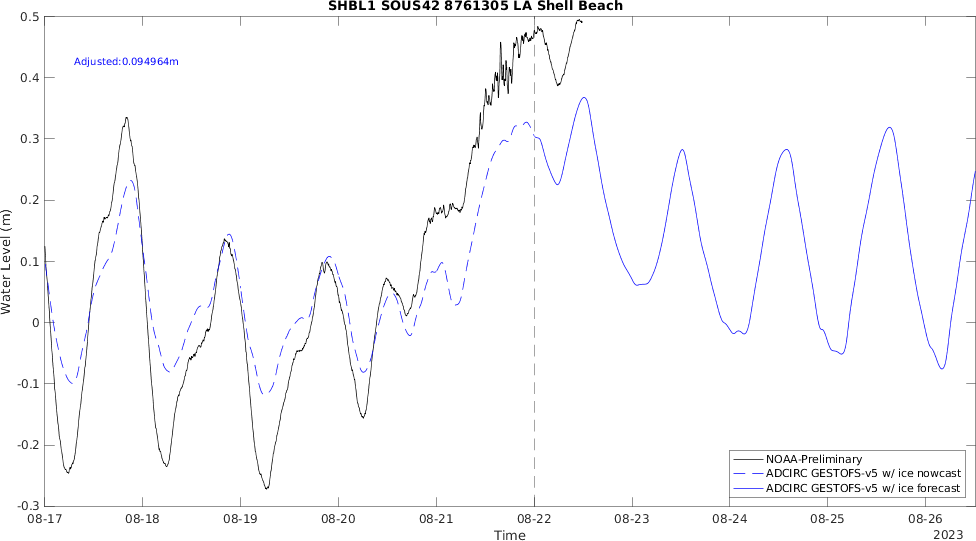 SHBL1 SOUS42 8761305 LA Shell Beach
Adjusted:0.094964m
Water Level (m)
0.5
0.4
0.3
0.2
0.1
0
-0.1
-0.2
-0.3
NOAA-Preliminary
ADCIRC GESTOFS-v5 w/ ice nowcast
ADCIRC GESTOFS-v5 w/ ice forecast
08-17 08-18 08-19 08-20 08-21 08-22 08-23 08-24 08-25 08-26
Time
2023